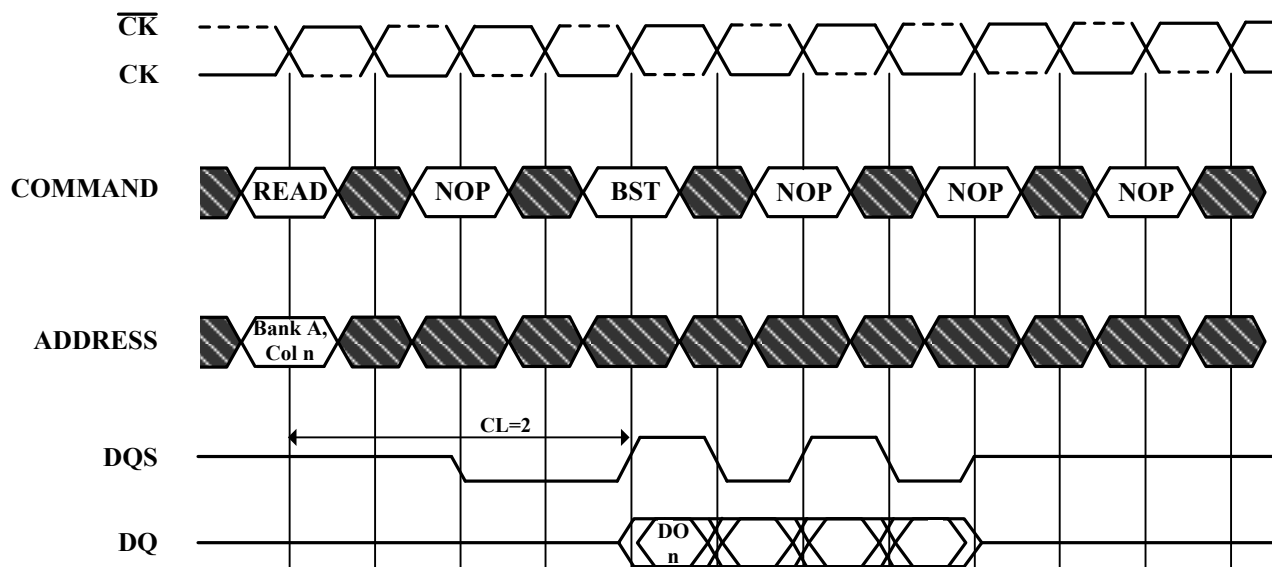 CK
CK
COMMAND
READ
NOP
BST
NOP
NOP
NOP
ADDRESS
Bank A,
Col n
CL=2
DQS
DQ
DO
n